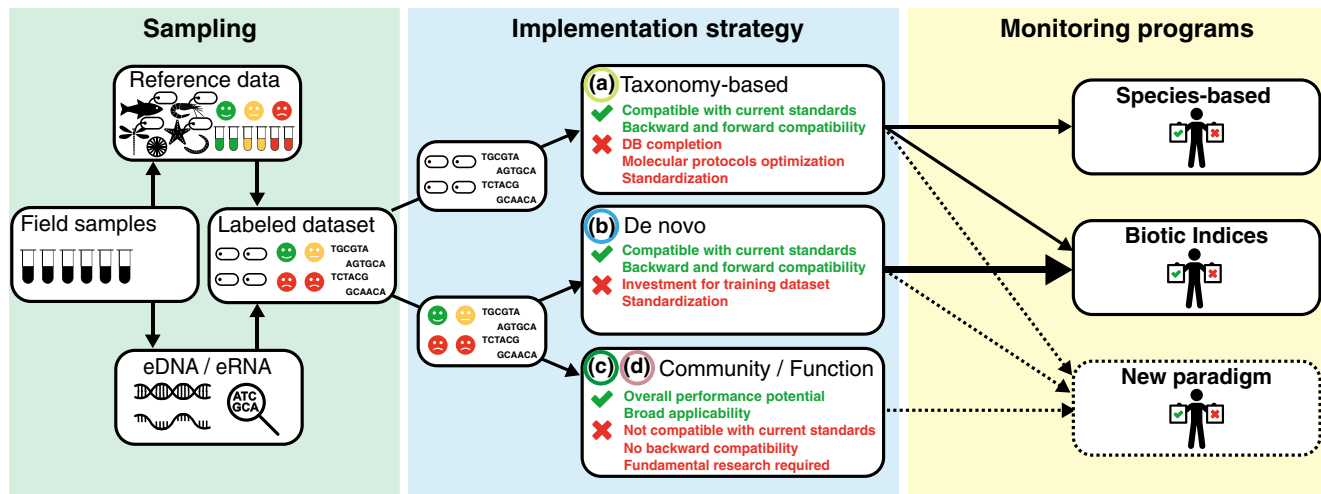 Sampling
Reference data
Field samples
Labeled dataset
TGCGTA
AGTGCA
TCTACG
GCAACA
eDNA / eRNA
ATC
GCA
Implementation strategy
TGCGTA
AGTGCA
TCTACG
GCAACA
TGCGTA
AGTGCA
TCTACG
GCAACA
(a) Taxonomy-based
Compatible with current standards
Backward and forward compatibility
DB completion
Molecular protocols optimization
Standardization
(b) De novo
Compatible with current standards
Backward and forward compatibility
Investment for training dataset
Standardization
(c) (d) Community / Function
Overall performance potential
Broad applicability
Not compatible with current standards
No backward compatibility
Fundamental research required
Monitoring programs
Species-based
Biotic Indices
New paradigm